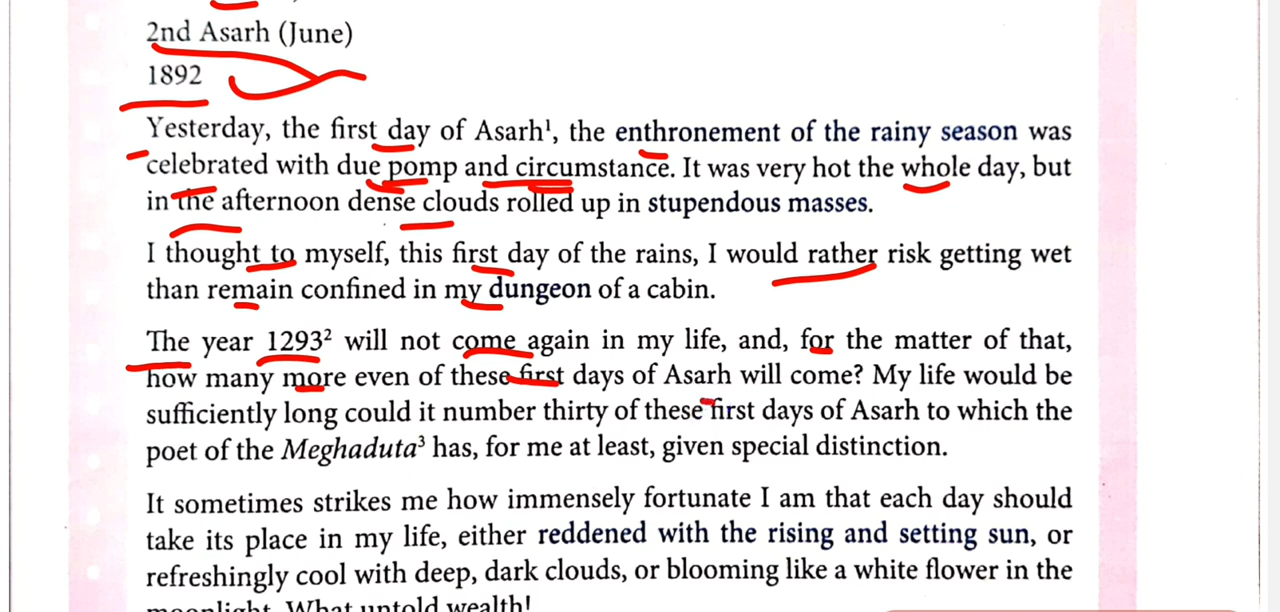 2nd Asarh (June)
1892
Yesterday, the first day of Asarh¹, the enthronement of the rainy season was
celebrated with due pomp and circumstance. It was very hot the whole day, but
in the afternoon dense clouds rolled up in stupendous masses.
I thought to myself, this first day of the rains, I would rather risk getting wet
than remain confined in my dungeon of a cabin.
The year 1293² will not come again in my life, and, for the matter of that,
how many more even of these first days of Asarh will come? My life would be
sufficiently long could it number thirty of these first days of Asarh to which the
poet of the Meghaduta³ has, for me at least, given special distinction.
It sometimes strikes me how immensely fortunate I am that each day should
take its place in my life, either reddened with the rising and setting sun, or
refreshingly cool with deep, dark clouds, or blooming like a white flower in the
moonlight. What untold wealth!